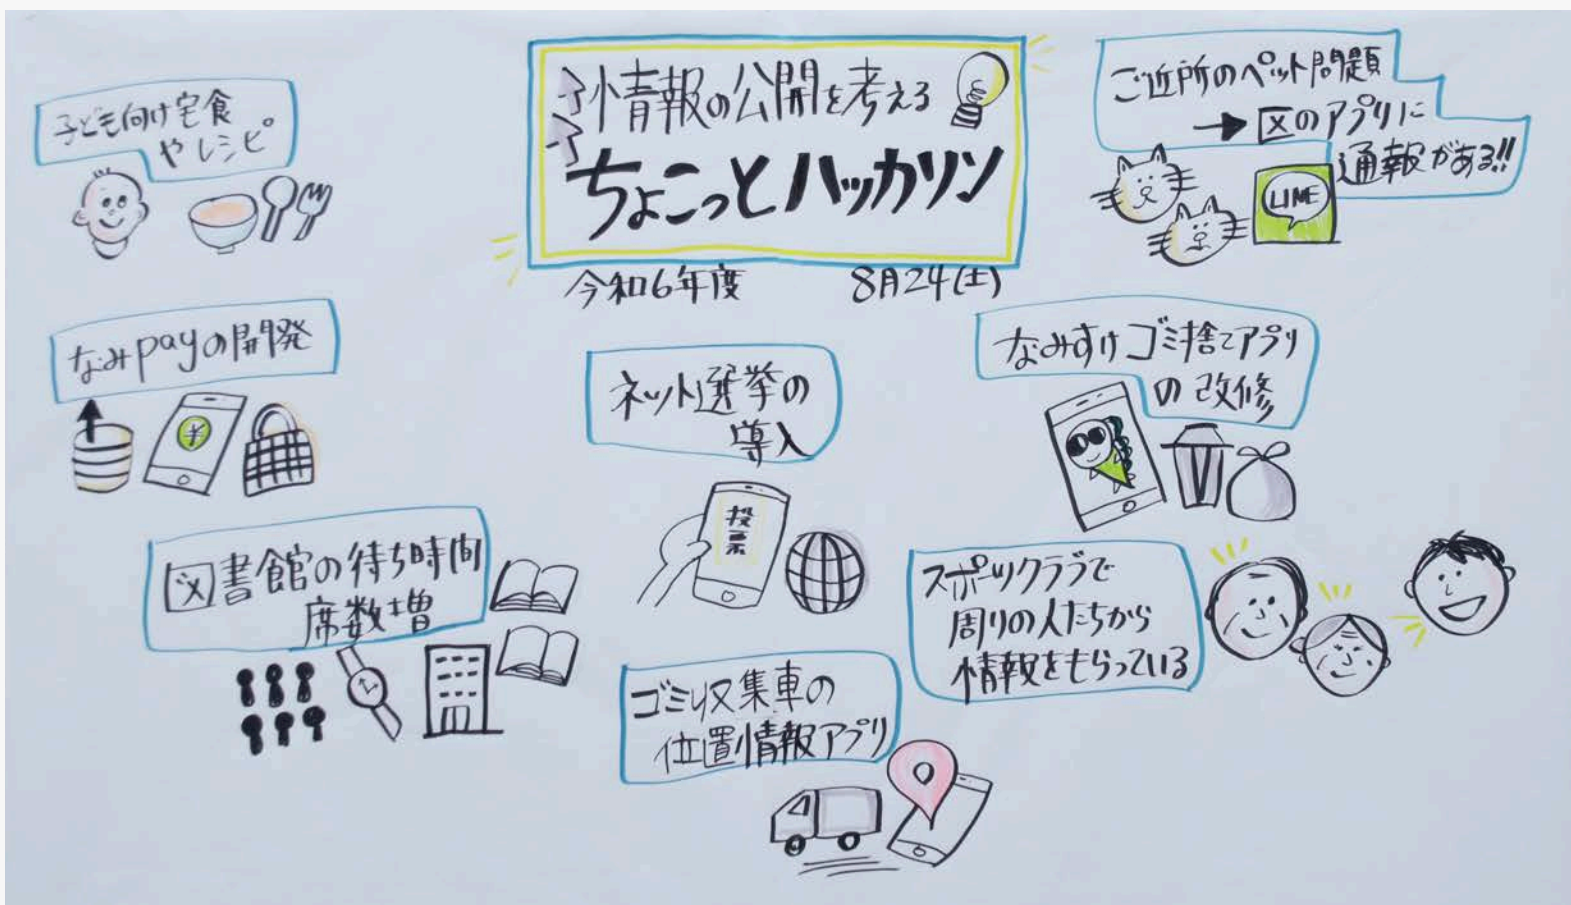 情報の公開を考える
ちょこっとハッカソン
令和6年度 8月24(土)
子ども向け宅食
やレシピ
ご近所のペット問題
→区のアプリに
通報がある!!
LINE
なみpayの開発
¥
ネット選挙の
導入
投票
なみすけゴミ捨てアプリ
の改修
図書館の待ち時間
席数増
スポーツクラブで
周りの人たちから
情報をもらっている
ゴミ収集車の
位置情報アプリ